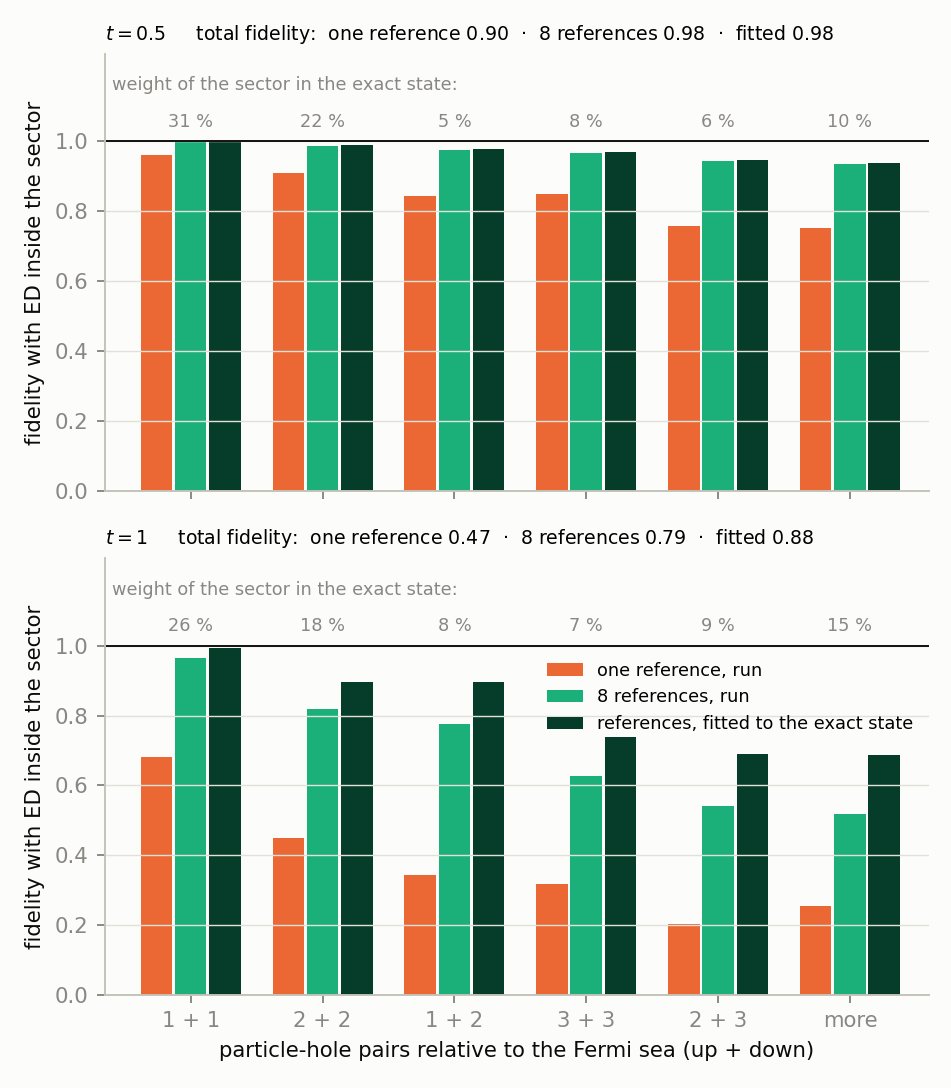 t = 0.5 total fidelity: one reference 0.90 · 8 references 0.98 · fitted 0.98
weight of the sector in the exact state:
31 % 22 % 5 % 8 % 6 % 10 %
fidelity with ED inside the sector
1.0
0.8
0.6
0.4
0.2
0.0
t = 1 total fidelity: one reference 0.47 · 8 references 0.79 · fitted 0.88
weight of the sector in the exact state:
26 % 18 % 8 % 7 % 9 % 15 %
fidelity with ED inside the sector
1.0
0.8
0.6
0.4
0.2
0.0
one reference, run
8 references, run
references, fitted to the exact state
1 + 1 2 + 2 1 + 2 3 + 3 2 + 3 more
particle-hole pairs relative to the Fermi sea (up + down)